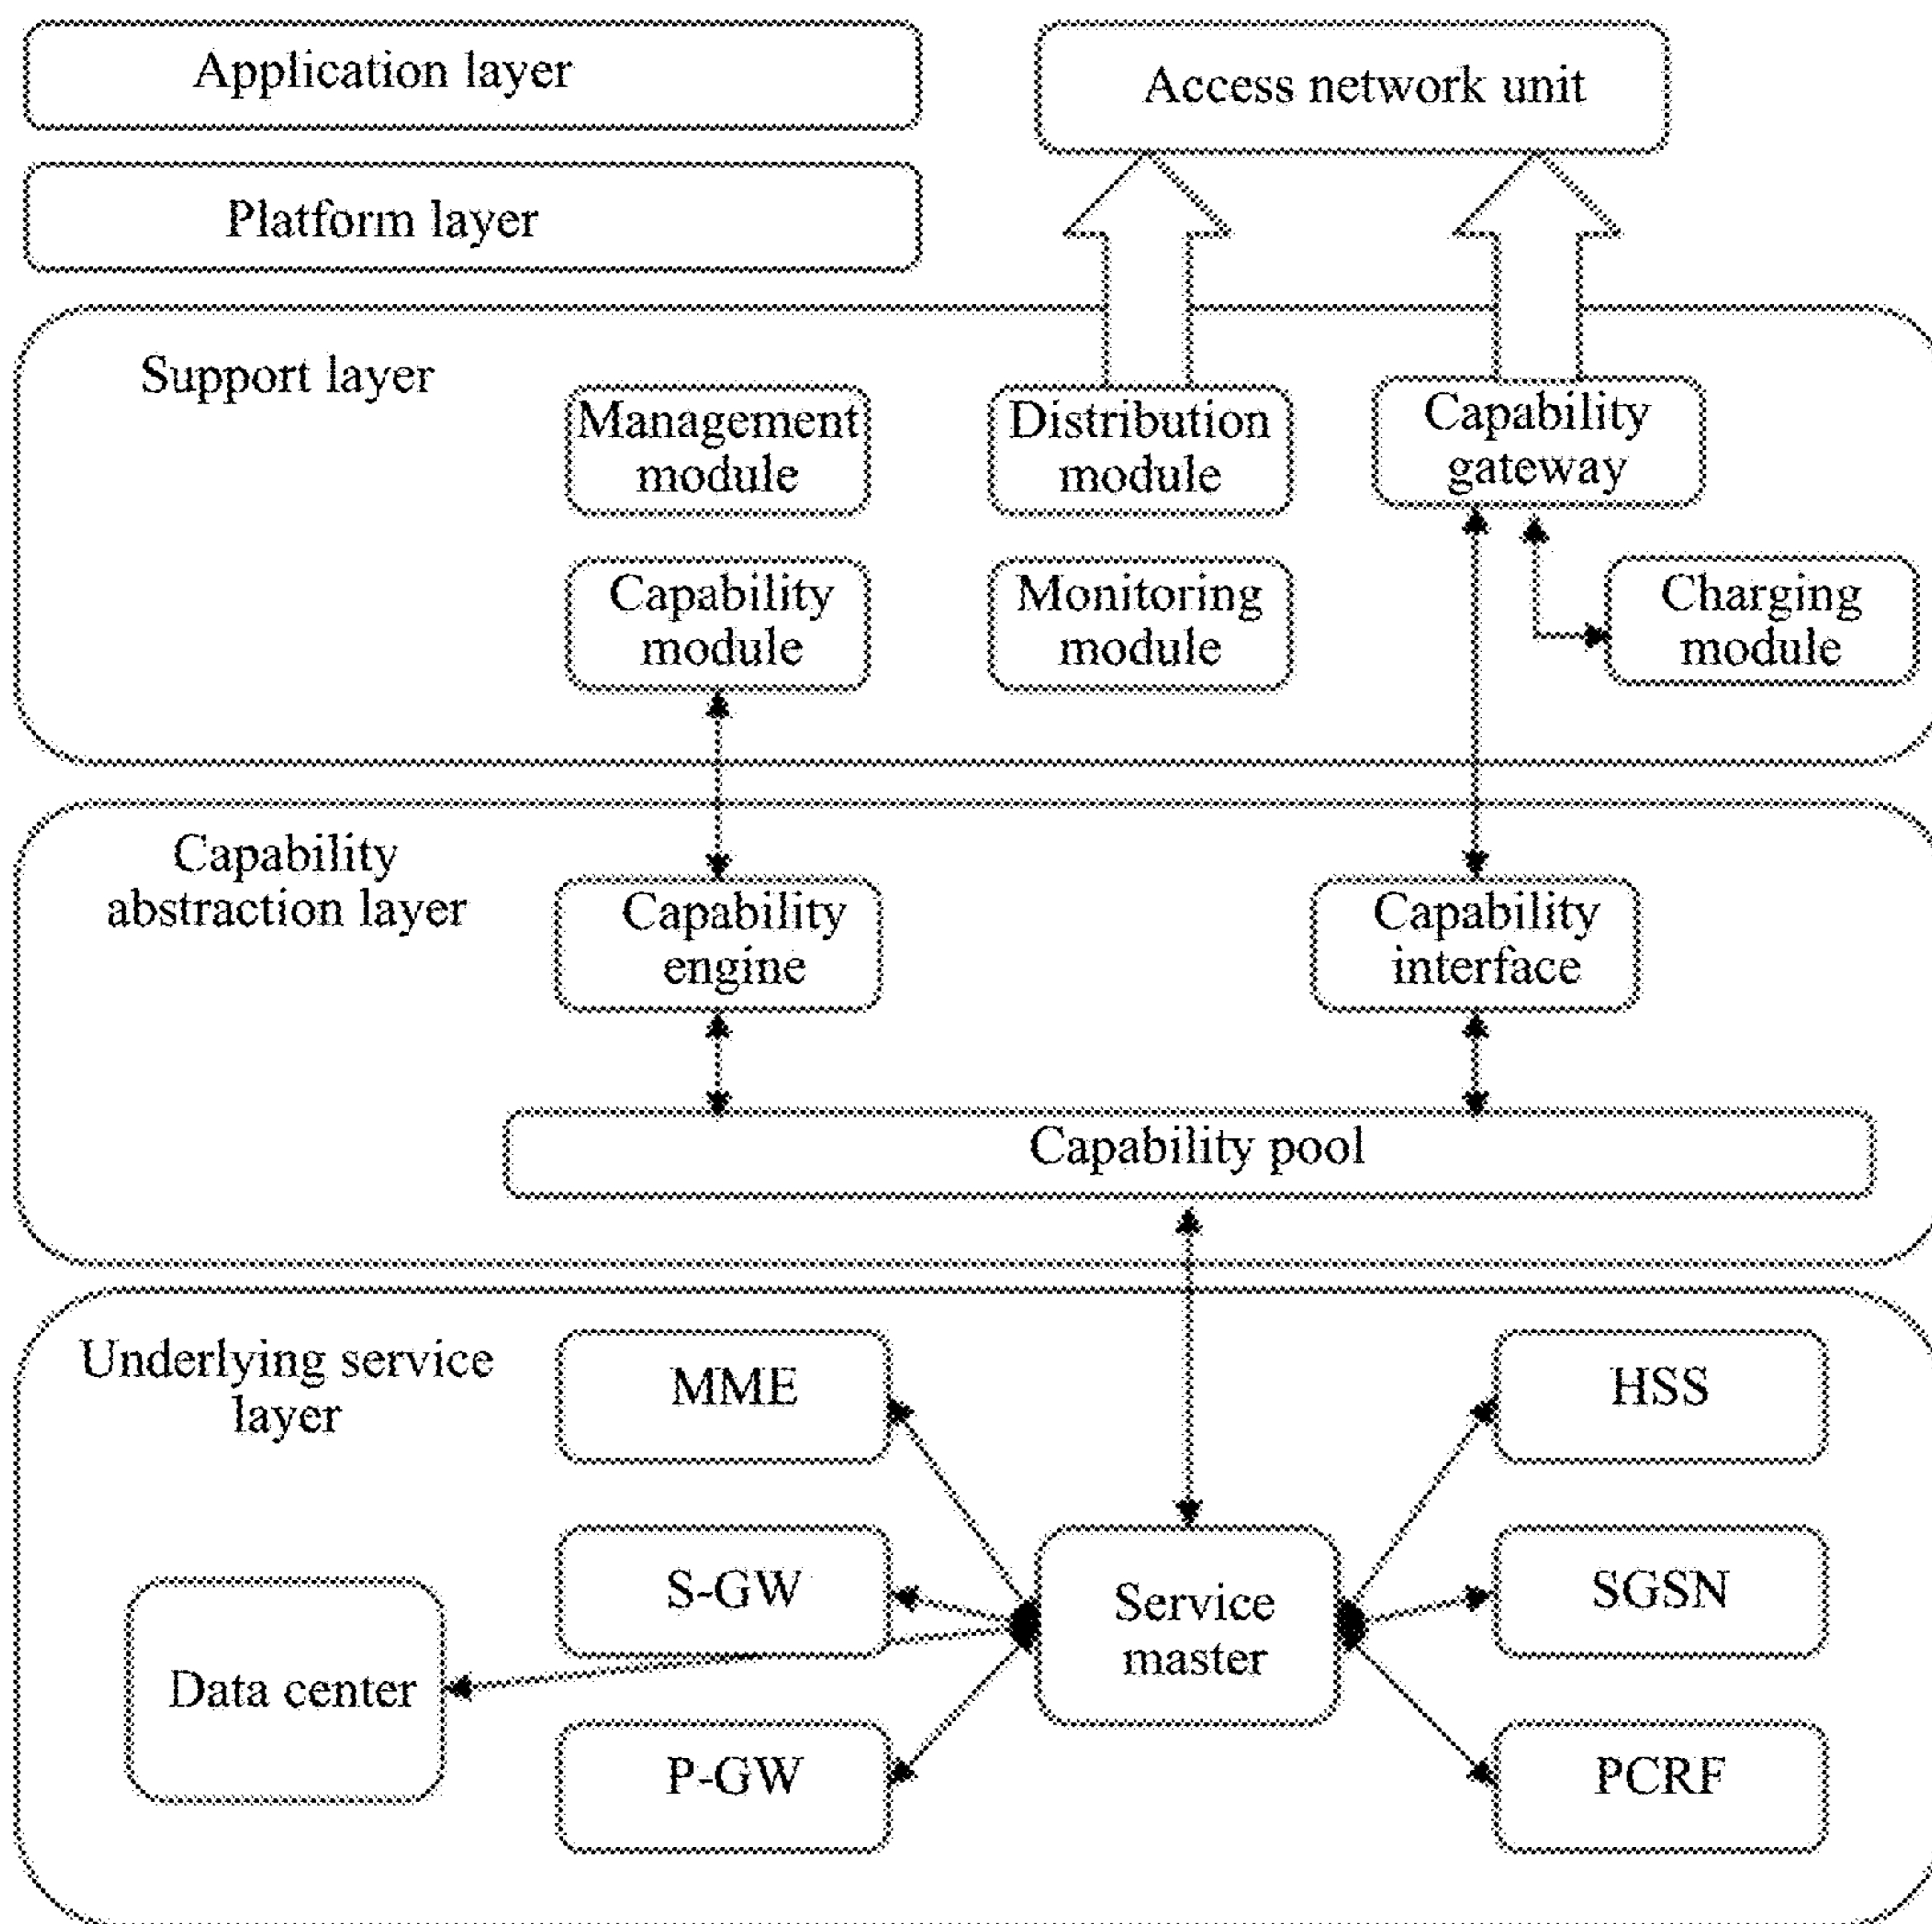 Application layer
Access network unit
Platform layer
Support layer
Management
module
Distribution
module
Capability
gateway
Capability
module
Monitoring
module
Charging
module
Capability
abstraction layer
Capability
engine
Capability
interface
Capability pool
Underlying service
layer
MME
HSS
S-GW
Service
master
SGSN
Data center
P-GW
PCRF